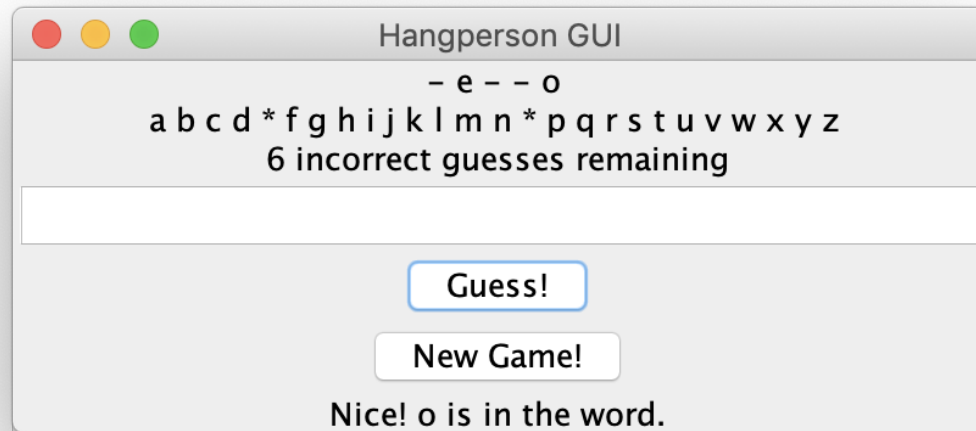 Hangperson GUI
– e – – o
a b c d * f g h i j k l m n * p q r s t u v w x y z
6 incorrect guesses remaining
Guess!
New Game!
Nice! o is in the word.